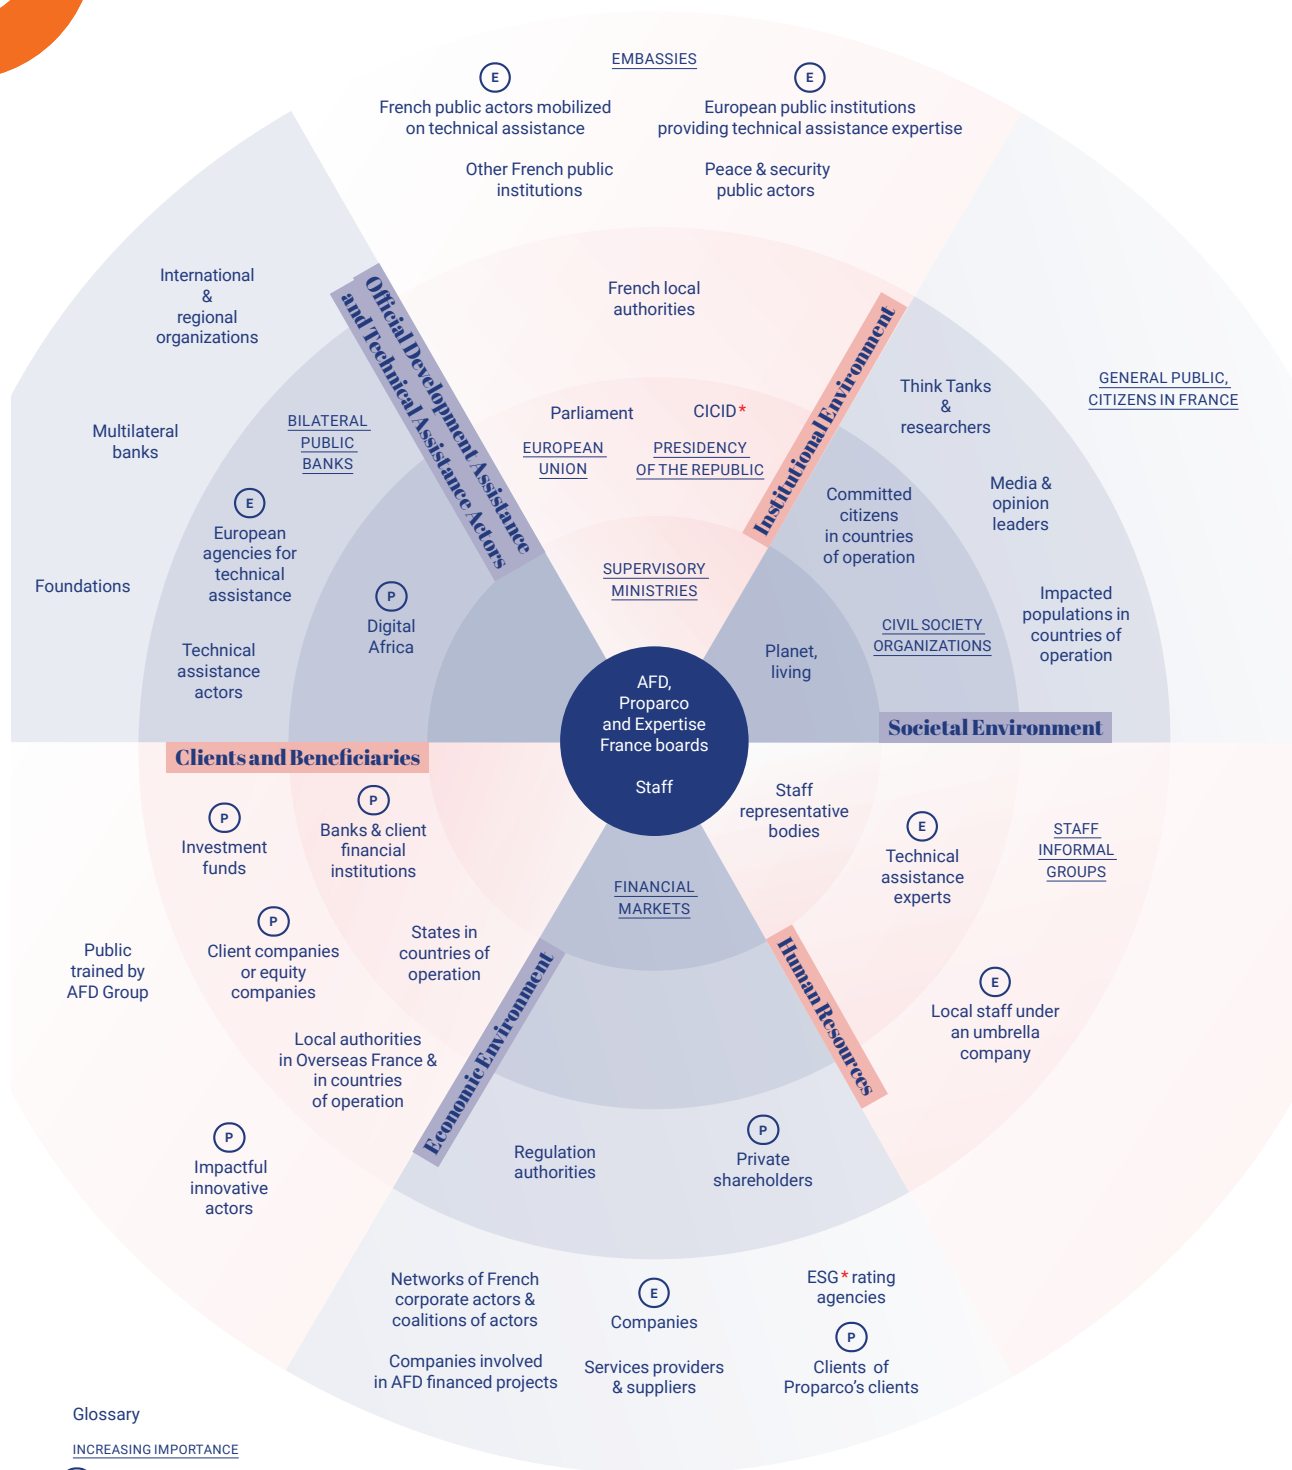 EMBASSIES
E
French public actors mobilized
on technical assistance
E
European public institutions
providing technical assistance expertise
Other French public
institutions
Peace & security
public actors
French local
authorities
Parliament
CICID*
EUROPEAN
UNION
PRESIDENCY
OF THE REPUBLIC
SUPERVISORY
MINISTRIES
Institutional Environment
Think Tanks
&
researchers
GENERAL PUBLIC,
CITIZENS IN FRANCE
Media &
opinion
leaders
Committed
citizens
in countries
of operation
Impacted
populations in
countries of
operation
CIVIL SOCIETY
ORGANIZATIONS
Planet,
living
Societal Environment
Official Development Assistance
and Technical Assistance Actors
International
&
regional
organizations
Multilateral
banks
BILATERAL
PUBLIC
BANKS
E
European
agencies for
technical
assistance
Foundations
P
Digital
Africa
Technical
assistance
actors
AFD,
Proparco
and Expertise
France boards
Staff
Clients and Beneficiaries
P
Investment
funds
P
Banks & client
financial
institutions
P
Client companies
or equity
companies
States in
countries of
operation
Public
trained by
AFD Group
Local authorities
in Overseas France &
in countries
of operation
P
Impactful
innovative
actors
Staff
representative
bodies
E
Technical
assistance
experts
STAFF
INFORMAL
GROUPS
E
Local staff under
an umbrella
company
Human Resources
FINANCIAL
MARKETS
Economic Environment
Regulation
authorities
P
Private
shareholders
Networks of French
corporate actors &
coalitions of actors
E
Companies
ESG* rating
agencies
Companies involved
in AFD financed projects
Services providers
& suppliers
P
Clients of
Proparco's clients
Glossary
INCREASING IMPORTANCE